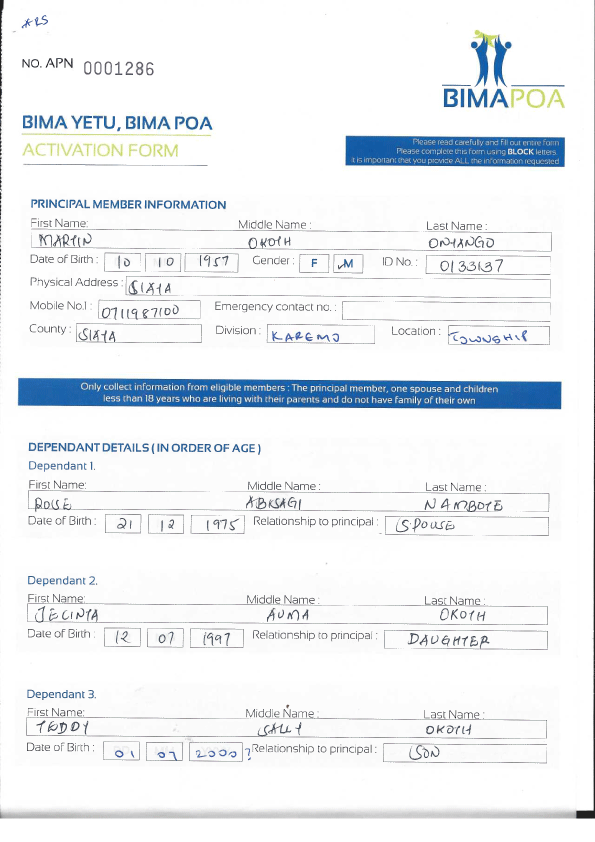 ARS
NO. APN 0001286
BIMAPOA
BIMA YETU, BIMA POA
ACTIVATION FORM
Please read carefully and fill out entire form
Please complete this form using BLOCK letters.
It is important that you provide ALL the information requested
PRINCIPAL MEMBER INFORMATION
First Name: Middle Name : Last Name :
MARTIN OKOTH ONYANGO
Date of Birth : 10 10 1957 Gender : F M ID No. : 0133137
Physical Address : SIAYA
Mobile No.1 : 0711987100 Emergency contact no. :
County : SIAYA Division : KAREMO Location : TOWNSHIP
Only collect information from eligible members : The principal member, one spouse and children
less than 18 years who are living with their parents and do not have family of their own
DEPENDANT DETAILS ( IN ORDER OF AGE )
Dependant 1.
First Name: Middle Name : Last Name :
ROSE ABISAGI NAMBOYE
Date of Birth : 21 12 1975 Relationship to principal : SPOUSE
Dependant 2.
First Name: Middle Name : Last Name :
JECINTA AUMA OKOTH
Date of Birth : 12 07 1997 Relationship to principal : DAUGHTER
Dependant 3.
First Name: Middle Name : Last Name :
TEDDY SALLY OKOTH
Date of Birth : 01 07 2000? Relationship to principal : SON